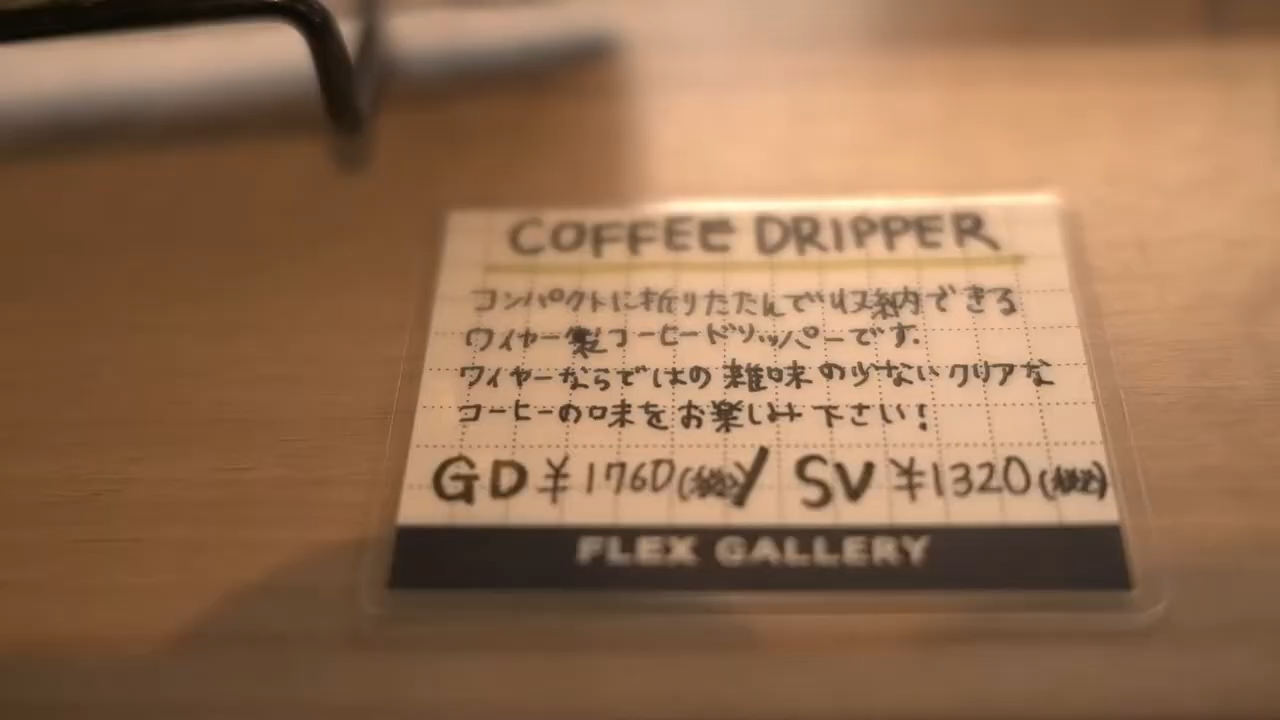 COFFEE DRIPPER
コンパクトに折りたたんで収納できる
ワイヤー製コーヒードリッパーです.
ワイヤーならではの雑味の少ないクリアな
コーヒーの味をお楽しみ下さい!
GD ¥1760(税込)/ SV ¥1320(税込)
FLEX GALLERY